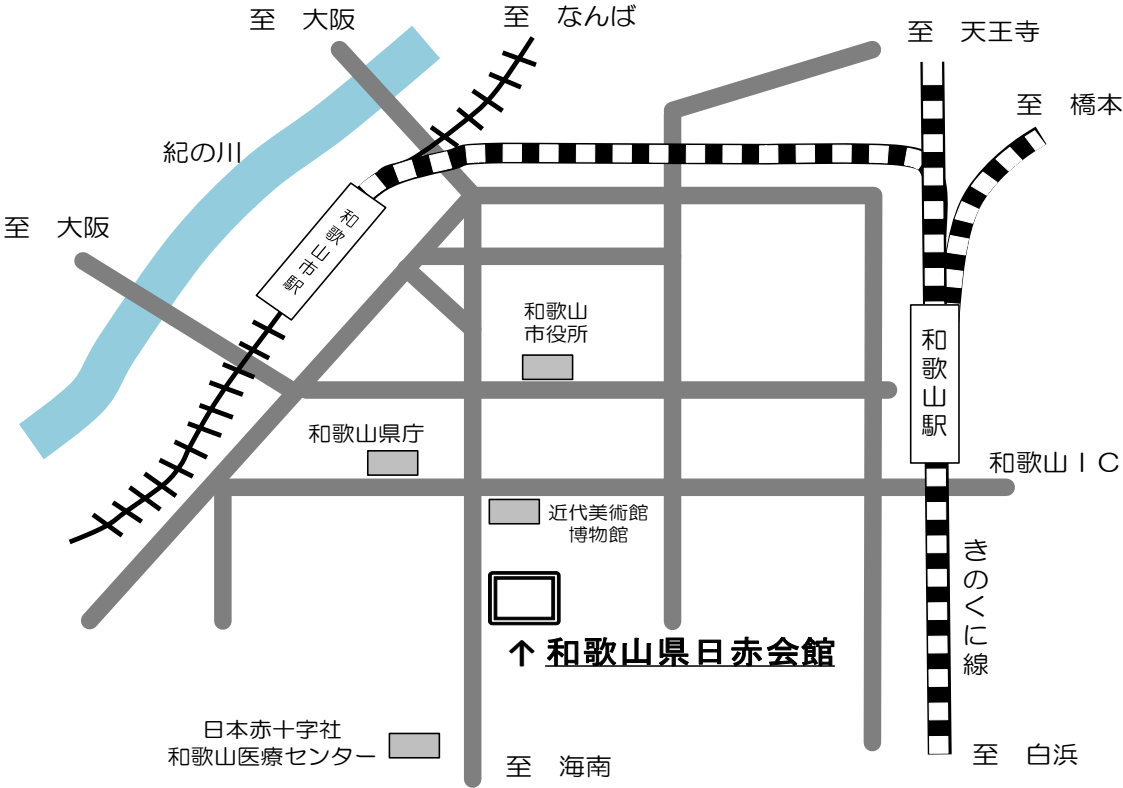 至　大阪
至　なんば
至　天王寺
至　橋本
紀の川
至　大阪
和歌山市駅
和歌山
市役所
和歌山駅
和歌山県庁
和歌山ＩＣ
近代美術館
博物館
きのくに線
↑ 和歌山県日赤会館
日本赤十字社
和歌山医療センター
至　海南
至　白浜